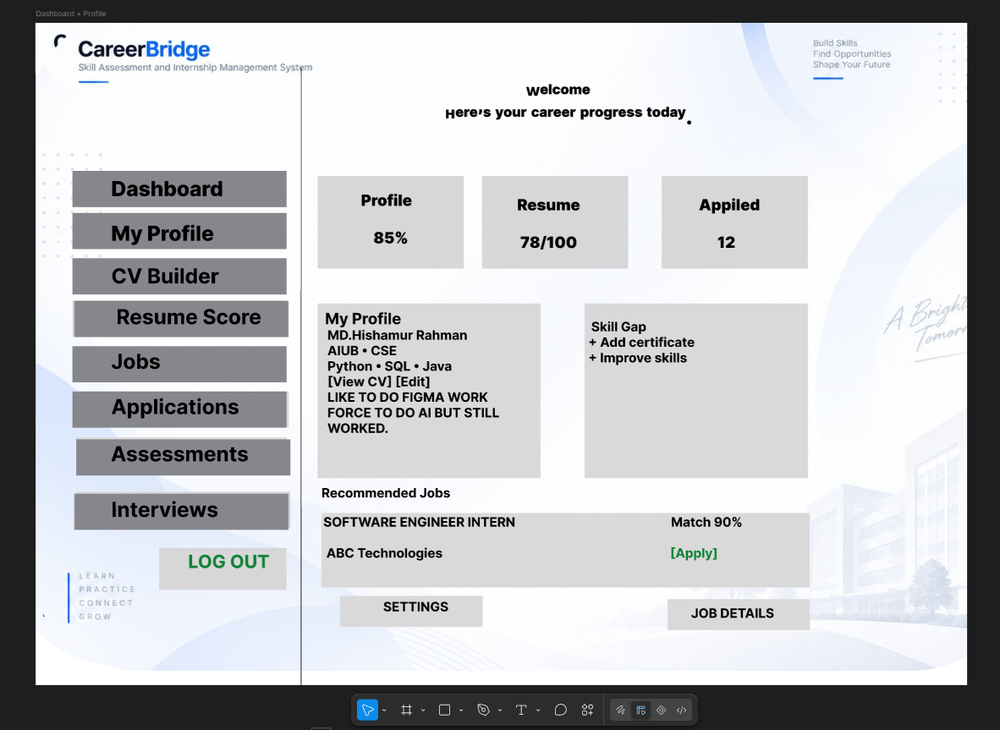 Dashboard + Profile
CareerBridge
Skill Assessment and Internship Management System
Build Skills
Find Opportunities
Shape Your Future
Welcome
Here's your career progress today.
Dashboard
My Profile
CV Builder
Resume Score
Jobs
Applications
Assessments
Interviews
LOG OUT
LEARN
PRACTICE
CONNECT
GROW
Profile
85%
Resume
78/100
Appiled
12
My Profile
MD.Hishamur Rahman
AIUB • CSE
Python • SQL • Java
[View CV] [Edit]
LIKE TO DO FIGMA WORK
FORCE TO DO AI BUT STILL
WORKED.
Skill Gap
+ Add certificate
+ Improve skills
A Bright
Recommended Jobs
SOFTWARE ENGINEER INTERN Match 90%
ABC Technologies [Apply]
SETTINGS
JOB DETAILS